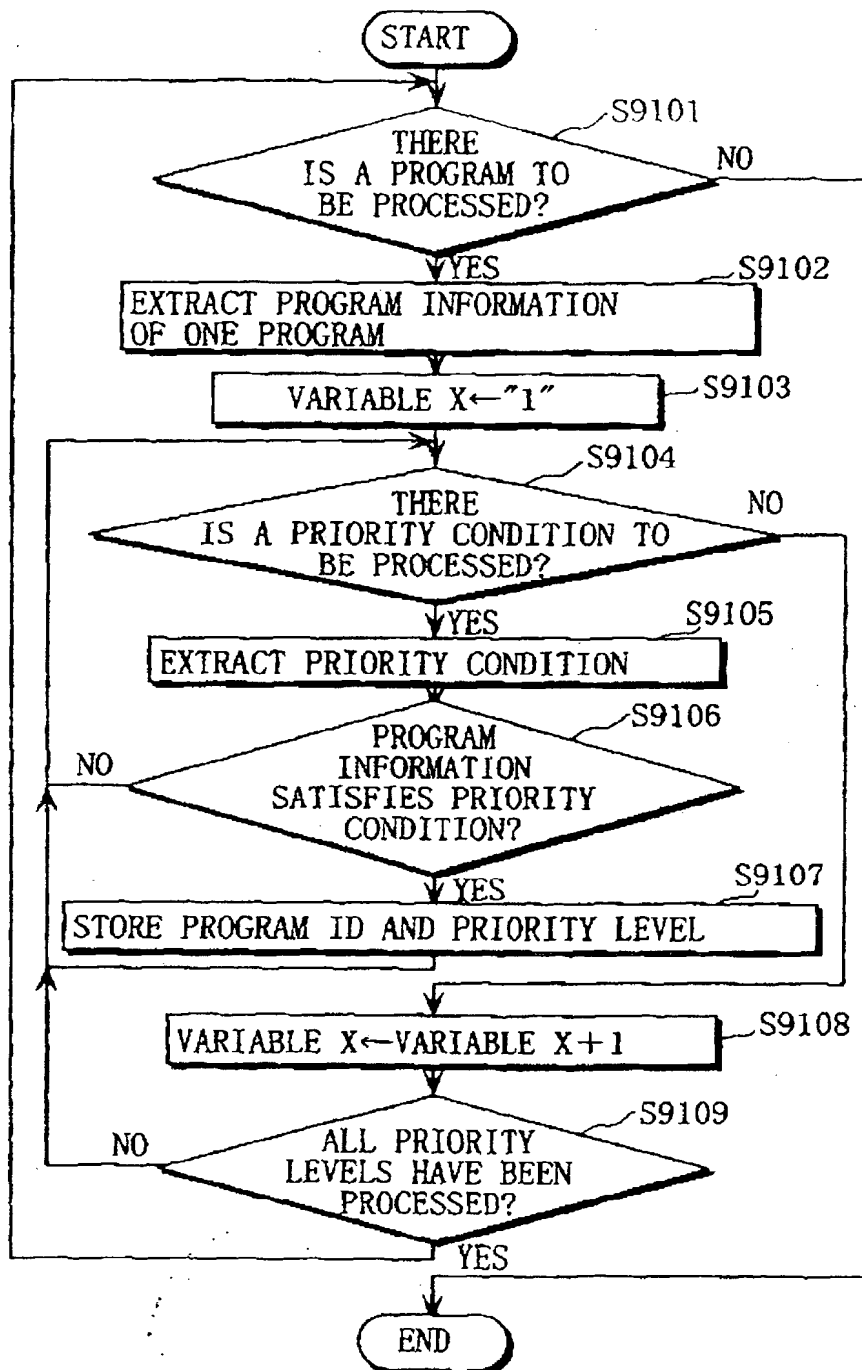 START
S9101
THERE
IS A PROGRAM TO
BE PROCESSED?
NO
YES
S9102
EXTRACT PROGRAM INFORMATION
OF ONE PROGRAM
VARIABLE X←"1"
S9103
S9104
THERE
IS A PRIORITY CONDITION TO
BE PROCESSED?
NO
YES
S9105
EXTRACT PRIORITY CONDITION
S9106
PROGRAM
INFORMATION
SATISFIES PRIORITY
CONDITION?
NO
YES
S9107
STORE PROGRAM ID AND PRIORITY LEVEL
VARIABLE X←VARIABLE X+1
S9108
S9109
ALL PRIORITY
LEVELS HAVE BEEN
PROCESSED?
NO
YES
END